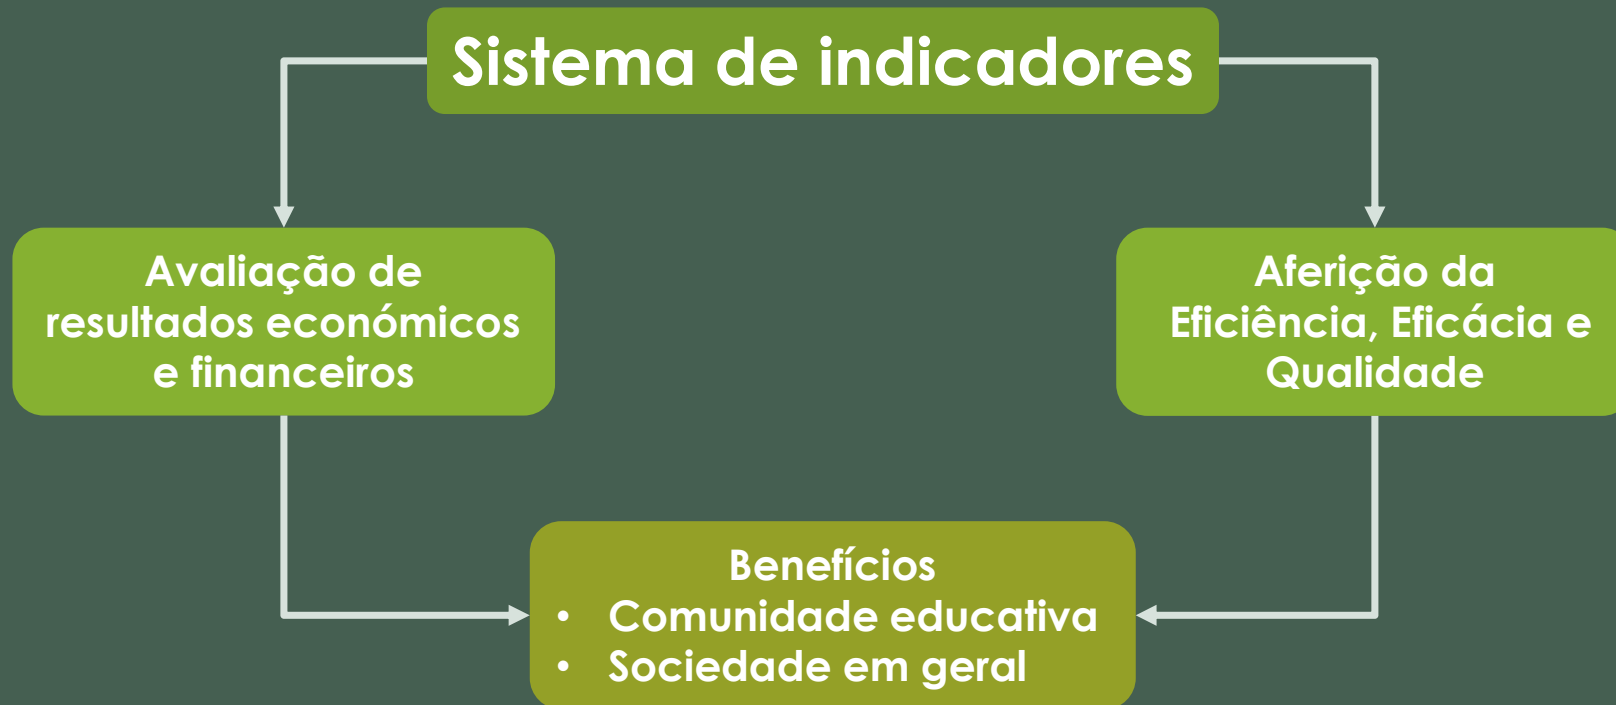 Sistema de indicadores
Avaliação de
resultados económicos
e financeiros
Aferição da
Eficiência, Eficácia e
Qualidade
Benefícios
• Comunidade educativa
• Sociedade em geral